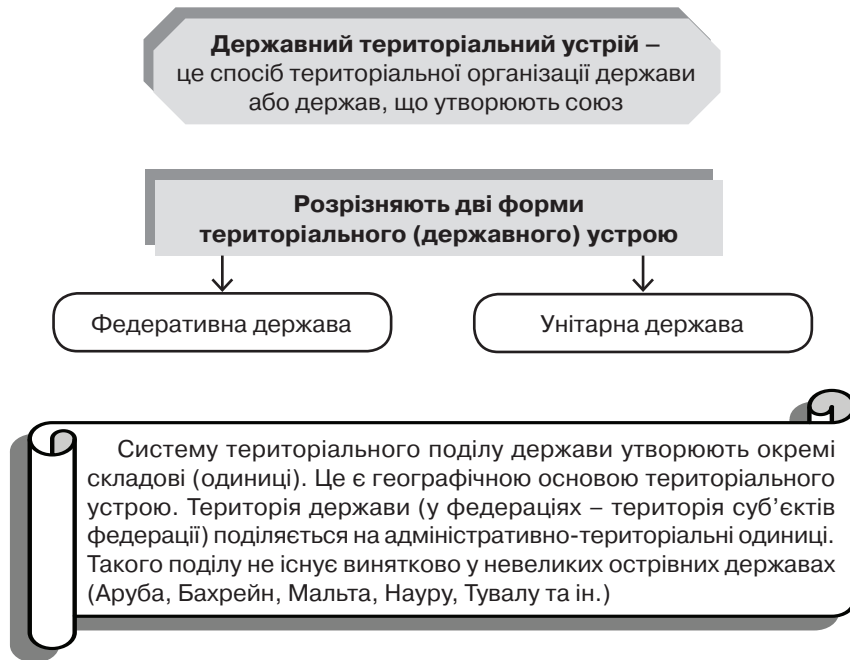 Державний територіальний устрій –
це спосіб територіальної організації держави
або держав, що утворюють союз
Розрізняють дві форми
територіального (державного) устрою
Федеративна держава
Унітарна держава
Систему територіального поділу держави утворюють окремі
складові (одиниці). Це є географічною основою територіального
устрою. Територія держави (у федераціях – територія суб’єктів
федерації) поділяється на адміністративно-територіальні одиниці.
Такого поділу не існує винятково у невеликих острівних державах
(Аруба, Бахрейн, Мальта, Науру, Тувалу та ін.)